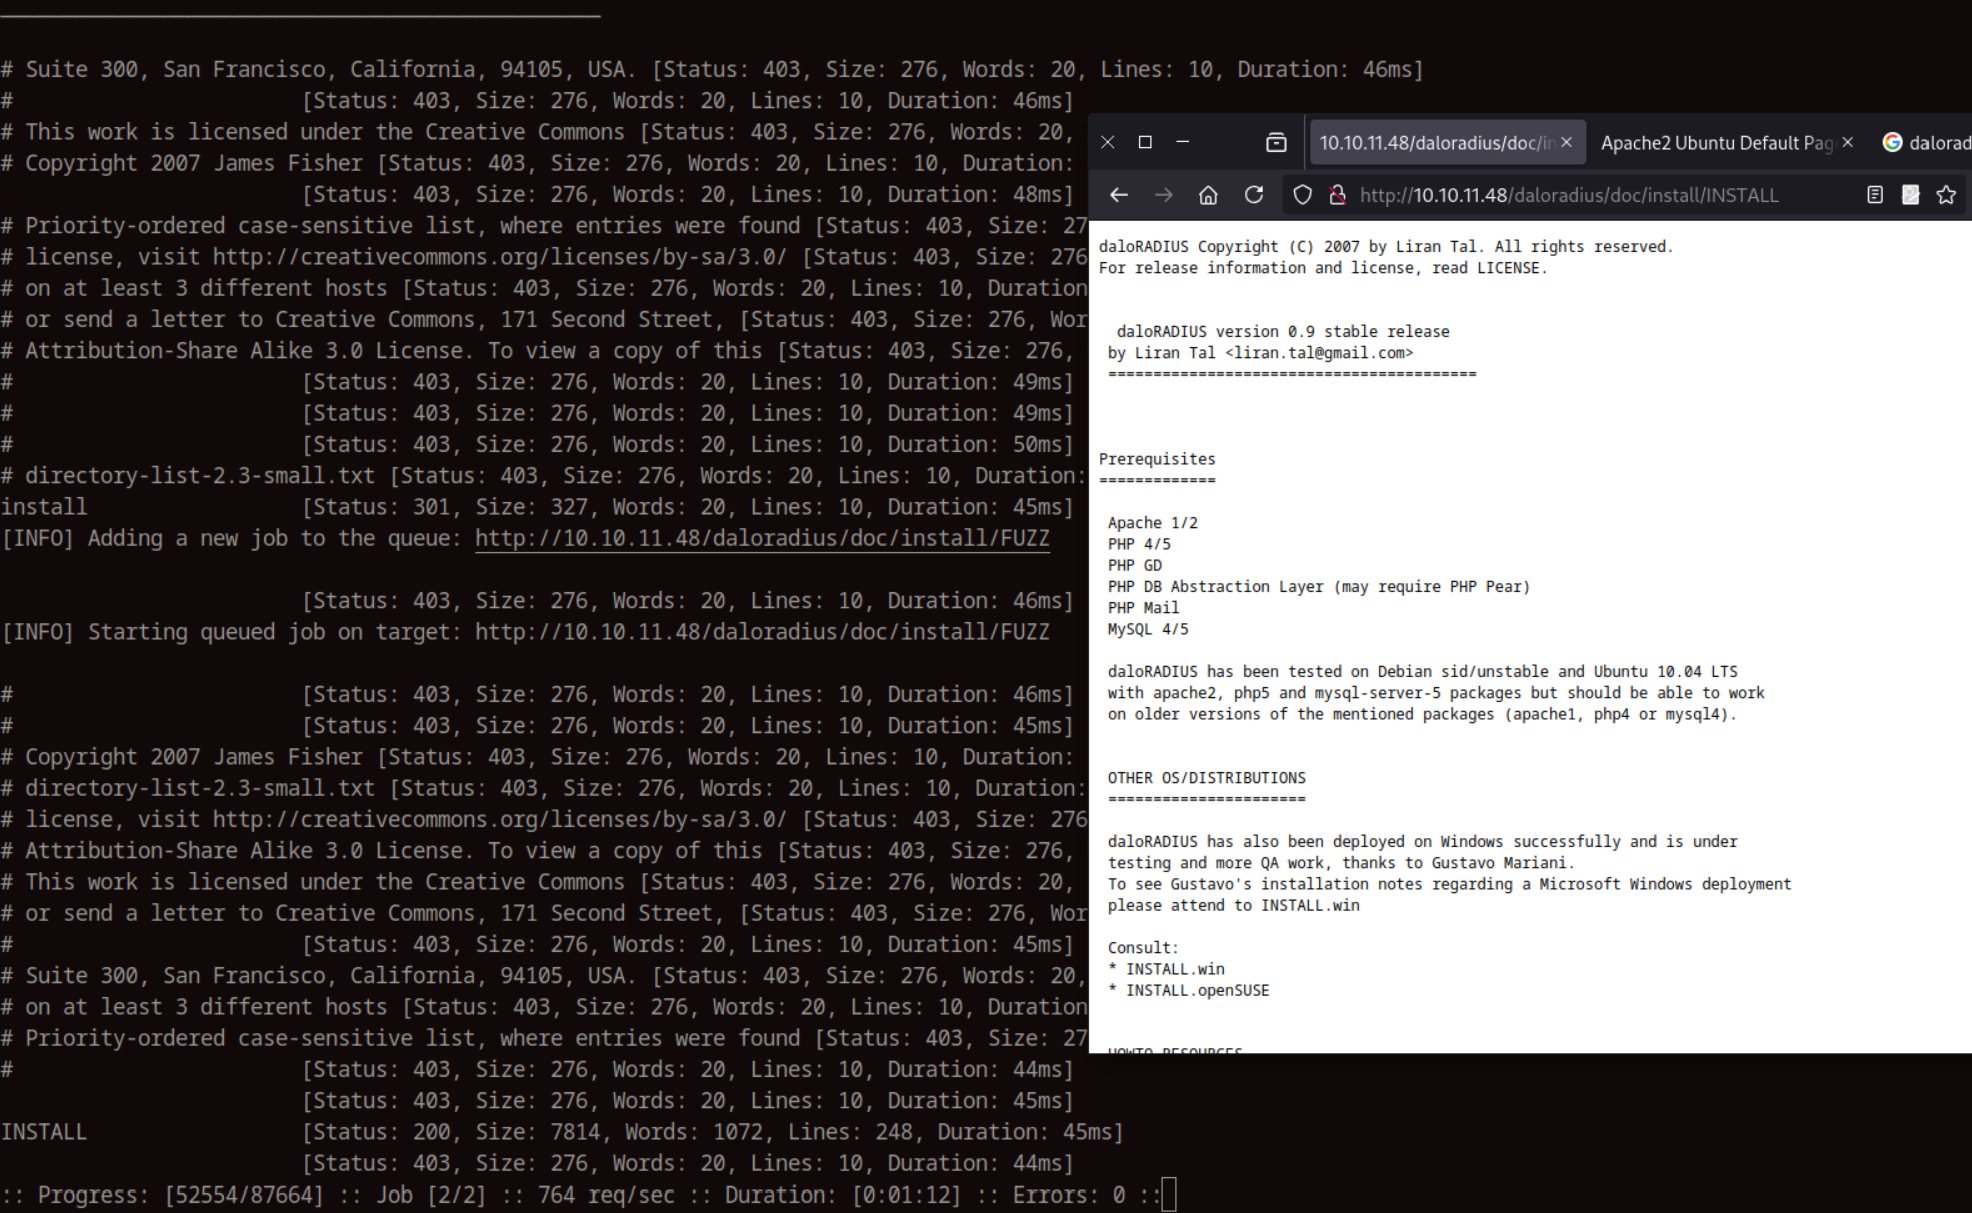 # Suite 300, San Francisco, California, 94105, USA. [Status: 403, Size: 276, Words: 20, Lines: 10, Duration: 46ms]
# [Status: 403, Size: 276, Words: 20, Lines: 10, Duration: 46ms]
# This work is licensed under the Creative Commons [Status: 403, Size: 276, Words: 20,
# Copyright 2007 James Fisher [Status: 403, Size: 276, Words: 20, Lines: 10, Duration:
[Status: 403, Size: 276, Words: 20, Lines: 10, Duration: 48ms]
# Priority-ordered case-sensitive list, where entries were found [Status: 403, Size: 27
# license, visit http://creativecommons.org/licenses/by-sa/3.0/ [Status: 403, Size: 276
# on at least 3 different hosts [Status: 403, Size: 276, Words: 20, Lines: 10, Duration
# or send a letter to Creative Commons, 171 Second Street, [Status: 403, Size: 276, Wor
# Attribution-Share Alike 3.0 License. To view a copy of this [Status: 403, Size: 276,
# [Status: 403, Size: 276, Words: 20, Lines: 10, Duration: 49ms]
# [Status: 403, Size: 276, Words: 20, Lines: 10, Duration: 49ms]
# [Status: 403, Size: 276, Words: 20, Lines: 10, Duration: 50ms]
# directory-list-2.3-small.txt [Status: 403, Size: 276, Words: 20, Lines: 10, Duration:
install [Status: 301, Size: 327, Words: 20, Lines: 10, Duration: 45ms]
[INFO] Adding a new job to the queue: http://10.10.11.48/daloradius/doc/install/FUZZ
[Status: 403, Size: 276, Words: 20, Lines: 10, Duration: 46ms]
[INFO] Starting queued job on target: http://10.10.11.48/daloradius/doc/install/FUZZ
# [Status: 403, Size: 276, Words: 20, Lines: 10, Duration: 46ms]
# [Status: 403, Size: 276, Words: 20, Lines: 10, Duration: 45ms]
# Copyright 2007 James Fisher [Status: 403, Size: 276, Words: 20, Lines: 10, Duration:
# directory-list-2.3-small.txt [Status: 403, Size: 276, Words: 20, Lines: 10, Duration:
# license, visit http://creativecommons.org/licenses/by-sa/3.0/ [Status: 403, Size: 276
# Attribution-Share Alike 3.0 License. To view a copy of this [Status: 403, Size: 276,
# This work is licensed under the Creative Commons [Status: 403, Size: 276, Words: 20,
# or send a letter to Creative Commons, 171 Second Street, [Status: 403, Size: 276, Wor
# [Status: 403, Size: 276, Words: 20, Lines: 10, Duration: 45ms]
# Suite 300, San Francisco, California, 94105, USA. [Status: 403, Size: 276, Words: 20,
# on at least 3 different hosts [Status: 403, Size: 276, Words: 20, Lines: 10, Duration
# Priority-ordered case-sensitive list, where entries were found [Status: 403, Size: 27
# [Status: 403, Size: 276, Words: 20, Lines: 10, Duration: 44ms]
[Status: 403, Size: 276, Words: 20, Lines: 10, Duration: 45ms]
INSTALL [Status: 200, Size: 7814, Words: 1072, Lines: 248, Duration: 45ms]
[Status: 403, Size: 276, Words: 20, Lines: 10, Duration: 44ms]
:: Progress: [52554/87664] :: Job [2/2] :: 764 req/sec :: Duration: [0:01:12] :: Errors: 0 ::
10.10.11.48/daloradius/doc/in
Apache2 Ubuntu Default Pag
dalorad
http://10.10.11.48/daloradius/doc/install/INSTALL
daloRADIUS Copyright (C) 2007 by Liran Tal. All rights reserved.
For release information and license, read LICENSE.
daloRADIUS version 0.9 stable release
by Liran Tal <liran.tal@gmail.com>
=========================================
Prerequisites
=============
Apache 1/2
PHP 4/5
PHP GD
PHP DB Abstraction Layer (may require PHP Pear)
PHP Mail
MySQL 4/5
daloRADIUS has been tested on Debian sid/unstable and Ubuntu 10.04 LTS
with apache2, php5 and mysql-server-5 packages but should be able to work
on older versions of the mentioned packages (apache1, php4 or mysql4).
OTHER OS/DISTRIBUTIONS
======================
daloRADIUS has also been deployed on Windows successfully and is under
testing and more QA work, thanks to Gustavo Mariani.
To see Gustavo's installation notes regarding a Microsoft Windows deployment
please attend to INSTALL.win
Consult:
* INSTALL.win
* INSTALL.openSUSE
HOWTO RESOURCES